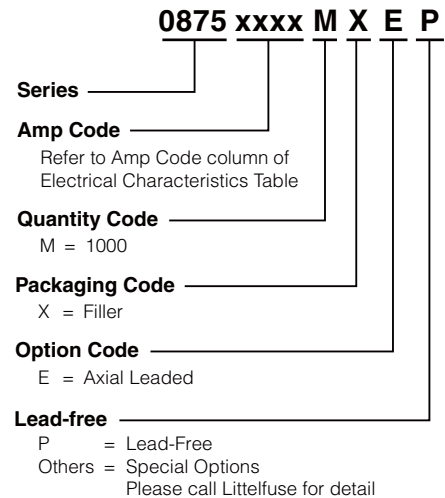 0875 xxxx M X E P
Series
Amp Code
Refer to Amp Code column of
Electrical Characteristics Table
Quantity Code
M = 1000
Packaging Code
X = Filler
Option Code
E = Axial Leaded
Lead-free
P = Lead-Free
Others = Special Options
Please call Littelfuse for detail